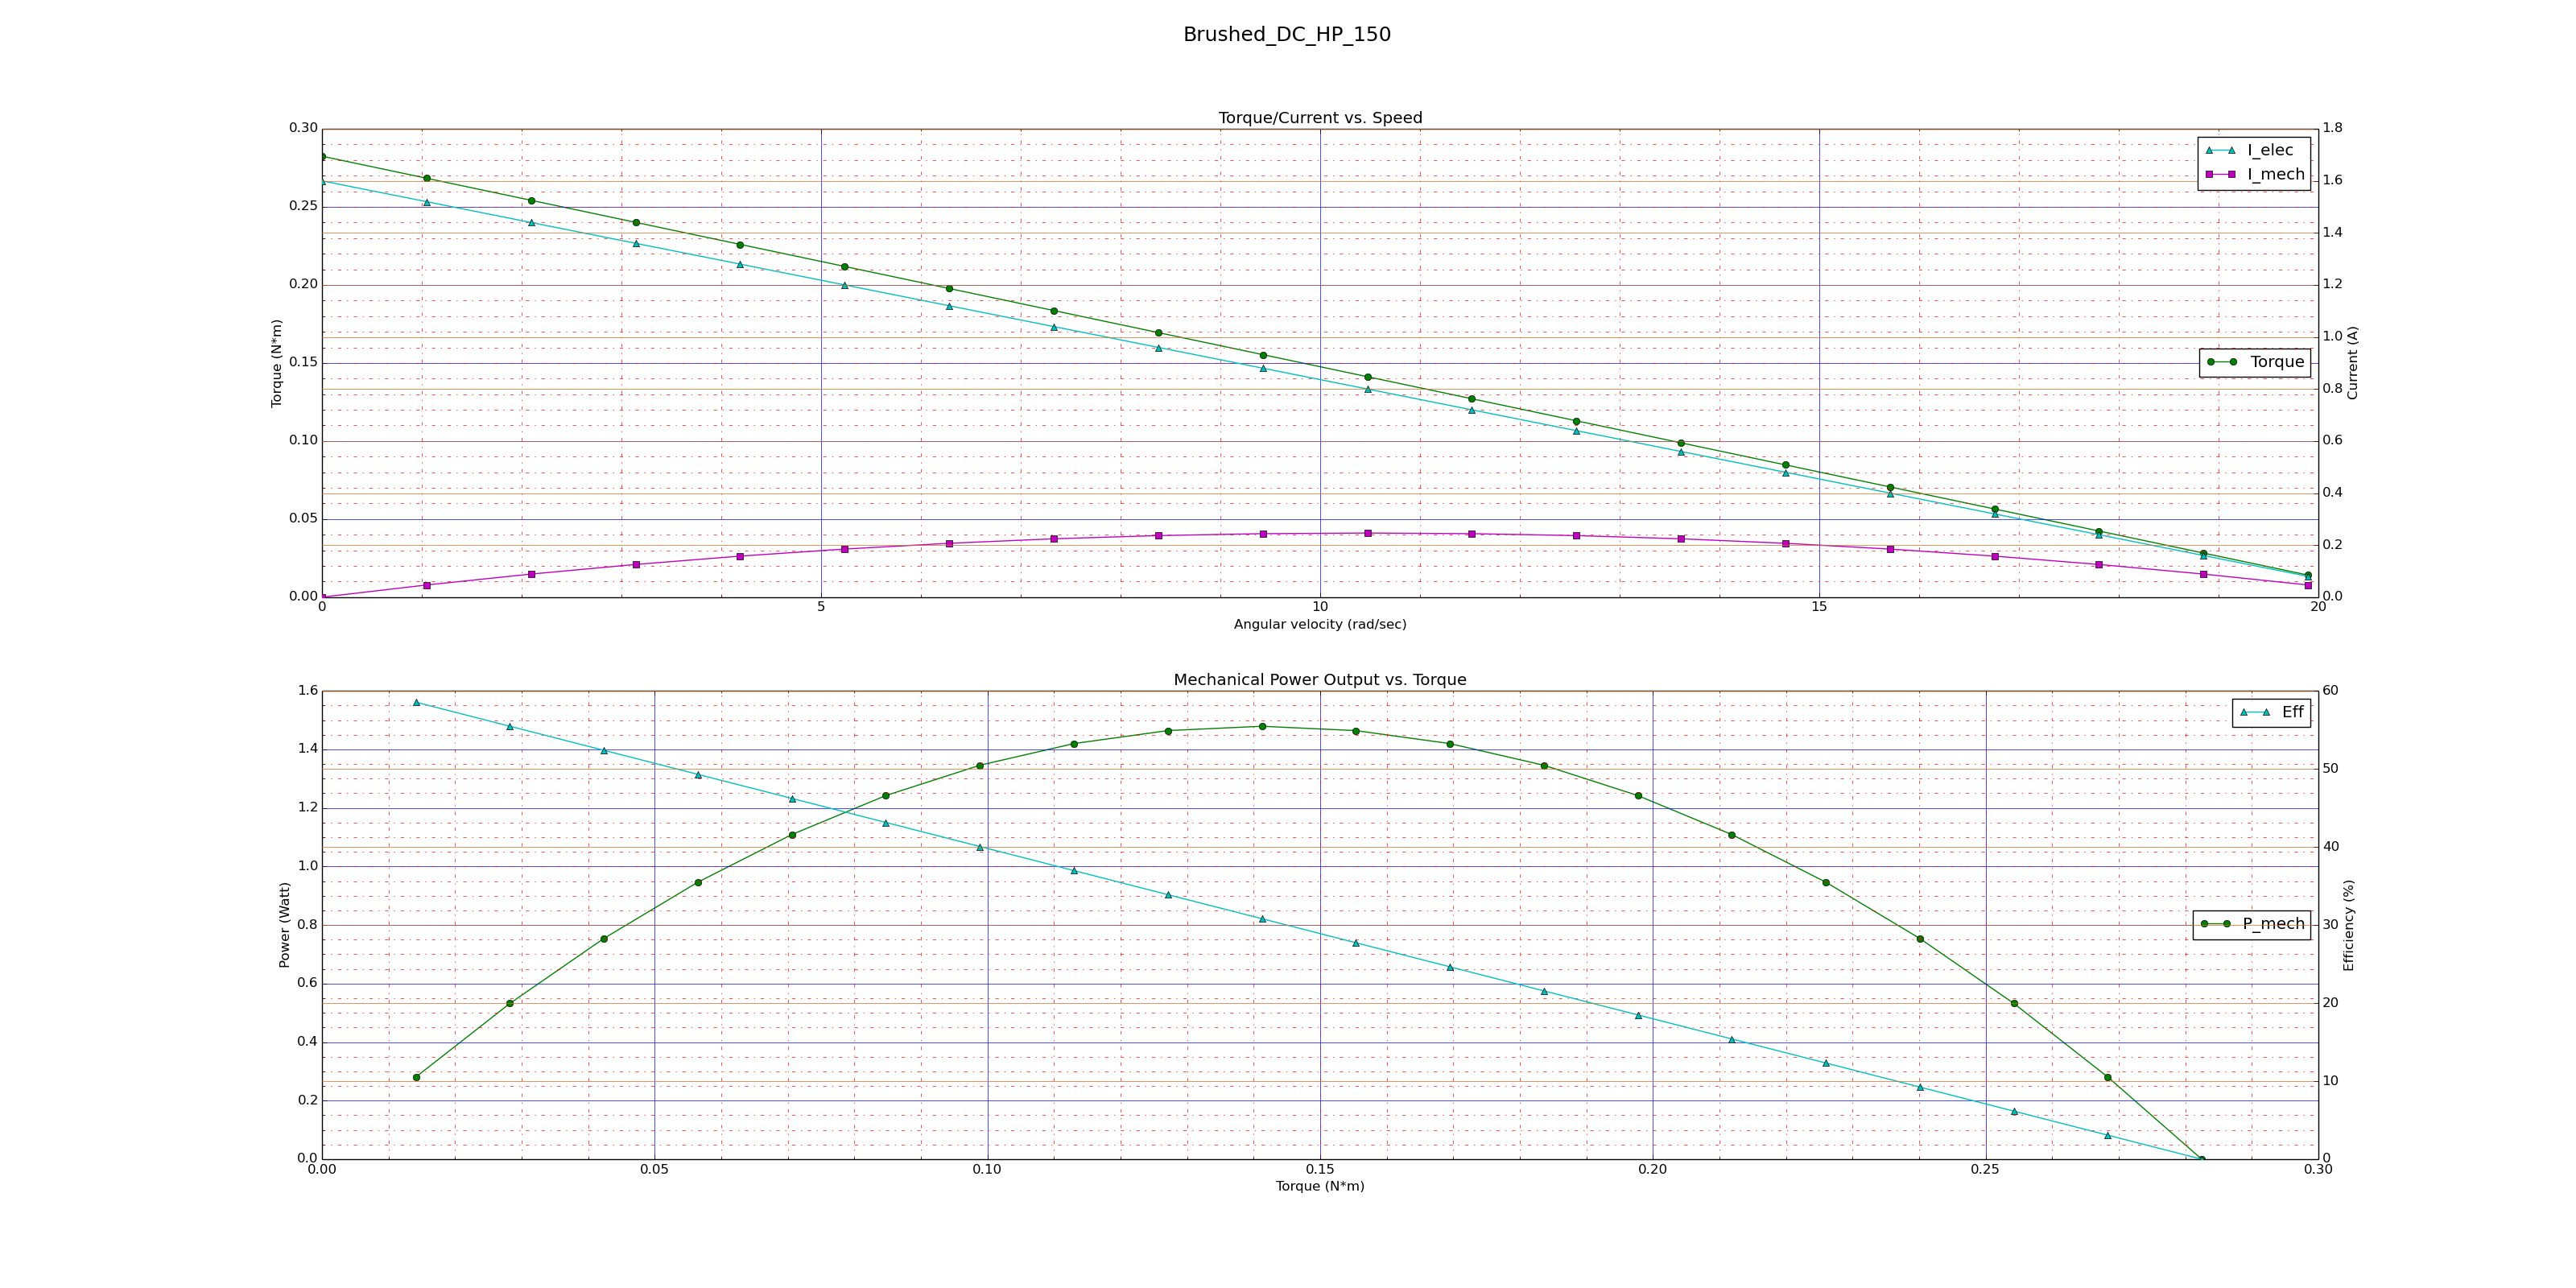 Brushed_DC_HP_150
Torque/Current vs. Speed
0.30
0.25
0.20
0.15
0.10
0.05
0.00
Torque (N*m)
1.8
1.6
1.4
1.2
1.0
0.8
0.6
0.4
0.2
0.0
Current (A)
I_elec
I_mech
Torque
0 5 10 15 20
Angular velocity (rad/sec)
Mechanical Power Output vs. Torque
1.6
1.4
1.2
1.0
0.8
0.6
0.4
0.2
0.0
Power (Watt)
60
50
40
30
20
10
0
Efficiency (%)
Eff
P_mech
0.00 0.05 0.10 0.15 0.20 0.25 0.30
Torque (N*m)